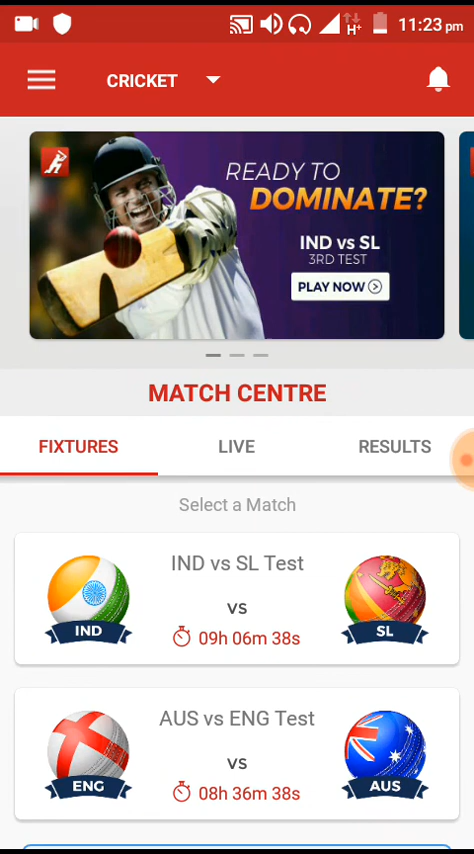 H+ 11:23 pm
CRICKET
READY TO
DOMINATE?
IND vs SL
3RD TEST
PLAY NOW
MATCH CENTRE
FIXTURES LIVE RESULTS
Select a Match
IND vs SL Test
vs
IND SL
09h 06m 38s
AUS vs ENG Test
vs
ENG AUS
08h 36m 38s